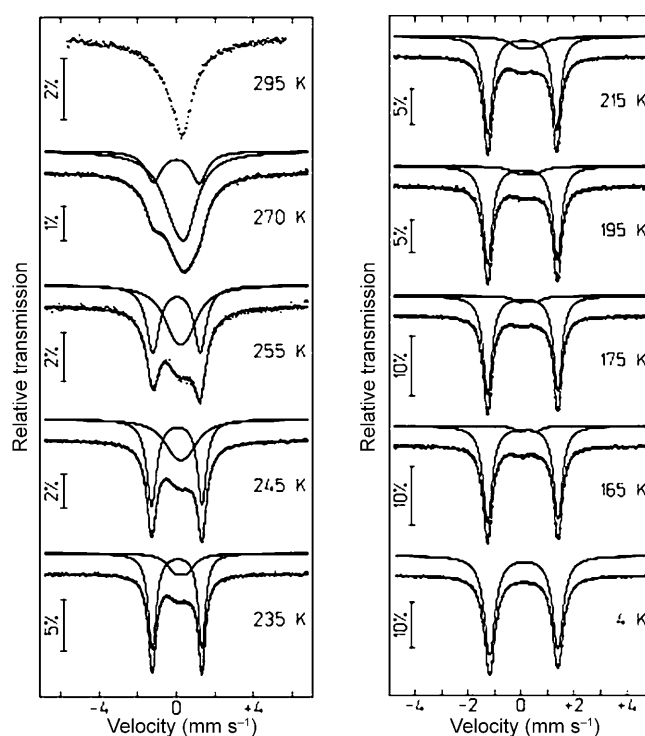 Relative transmission
2%
295 K
1%
270 K
2%
255 K
2%
245 K
5%
235 K
-4 0 +4
Velocity (mm s⁻¹)
Relative transmission
5%
215 K
5%
195 K
10%
175 K
10%
165 K
10%
4 K
-4 -2 0 +2 +4
Velocity (mm s⁻¹)